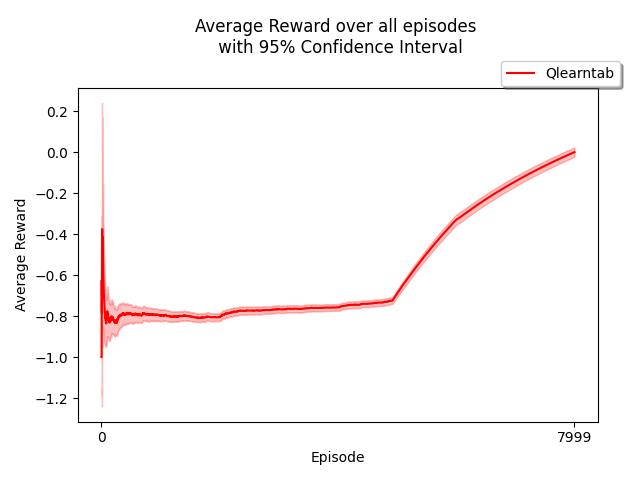 Average Reward over all episodes
with 95% Confidence Interval
Qlearntab
0.2
0.0
−0.2
−0.4
−0.6
−0.8
−1.0
−1.2
Average Reward
0 7999
Episode